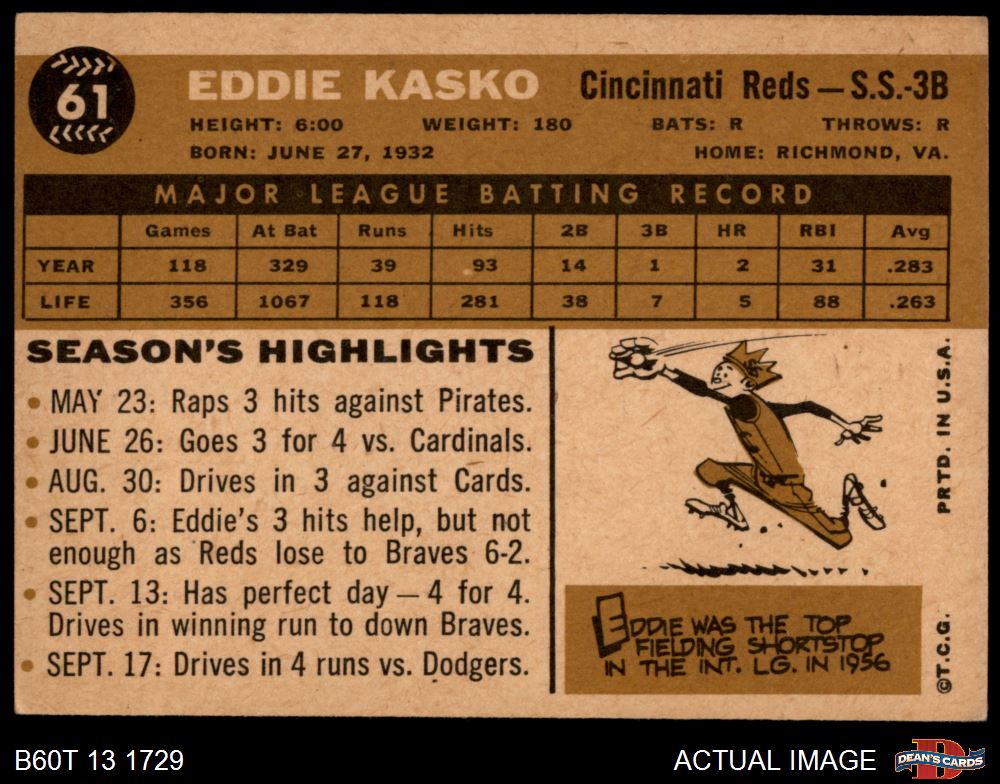 61
EDDIE KASKO Cincinnati Reds — S.S.-3B
HEIGHT: 6:00 WEIGHT: 180 BATS: R THROWS: R
BORN: JUNE 27, 1932 HOME: RICHMOND, VA.
MAJOR LEAGUE BATTING RECORD
Games At Bat Runs Hits 2B 3B HR RBI Avg
YEAR 118 329 39 93 14 1 2 31 .283
LIFE 356 1067 118 281 38 7 5 88 .263
SEASON'S HIGHLIGHTS
• MAY 23: Raps 3 hits against Pirates.
• JUNE 26: Goes 3 for 4 vs. Cardinals.
• AUG. 30: Drives in 3 against Cards.
• SEPT. 6: Eddie's 3 hits help, but not
enough as Reds lose to Braves 6-2.
• SEPT. 13: Has perfect day — 4 for 4.
Drives in winning run to down Braves.
• SEPT. 17: Drives in 4 runs vs. Dodgers.
EDDIE WAS THE TOP
FIELDING SHORTSTOP
IN THE INT. LG. IN 1956
PRTD. IN U.S.A.
©T.C.G.
B60T 13 1729
ACTUAL IMAGE
D
DEAN'S CARDS